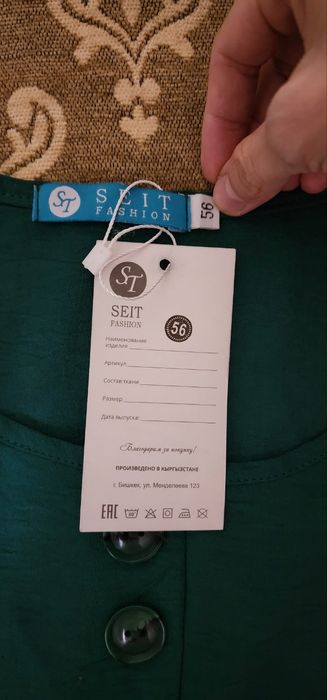 ST
SEIT
FASHION
56
ST
SEIT
FASHION
56
Наименование
изделия
Артикул
Состав ткани
Размер
Дата выпуска:
Благодарим за покупку!
ПРОИЗВЕДЕНО В КЫРГЫЗСТАНЕ
г. Бишкек, ул. Менделеева 123
EAC